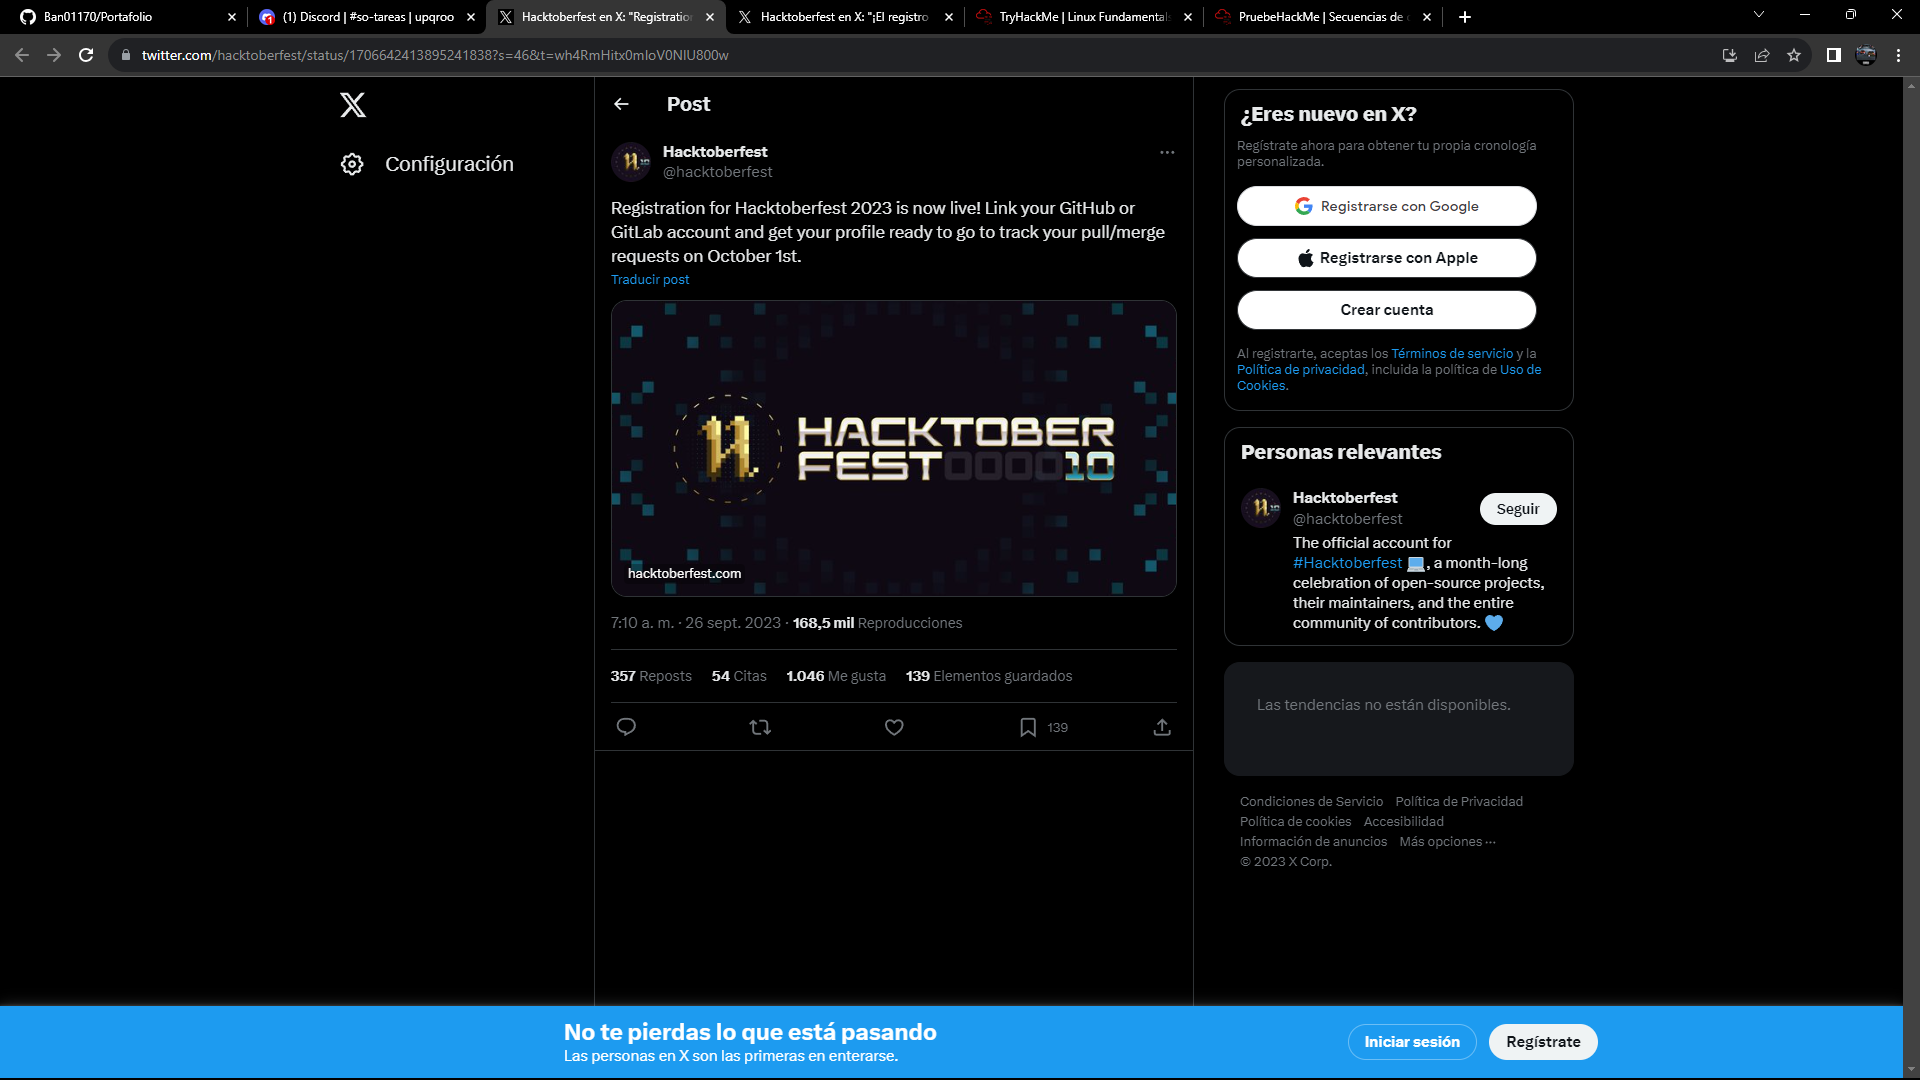 Ban01170/Portafolio
(1) Discord | #so-tareas | upqroo
Hacktoberfest en X: "Registration
Hacktoberfest en X: "¡El registro
TryHackMe | Linux Fundamentals
PruebeHackMe | Secuencias de
twitter.com/hacktoberfest/status/1706642413895241838?s=46&t=wh4RmHitx0mIoV0NIU800w
Configuración
Post
Hacktoberfest
@hacktoberfest
Registration for Hacktoberfest 2023 is now live! Link your GitHub or
GitLab account and get your profile ready to go to track your pull/merge
requests on October 1st.
Traducir post
HACKTOBER
FEST000010
hacktoberfest.com
7:10 a. m. · 26 sept. 2023 · 168,5 mil Reproducciones
357 Reposts 54 Citas 1.046 Me gusta 139 Elementos guardados
139
¿Eres nuevo en X?
Regístrate ahora para obtener tu propia cronología
personalizada.
Registrarse con Google
Registrarse con Apple
Crear cuenta
Al registrarte, aceptas los Términos de servicio y la
Política de privacidad, incluida la política de Uso de
Cookies.
Personas relevantes
Hacktoberfest
@hacktoberfest
Seguir
The official account for
#Hacktoberfest 💻, a month-long
celebration of open-source projects,
their maintainers, and the entire
community of contributors. 💙
Las tendencias no están disponibles.
Condiciones de Servicio Política de Privacidad
Política de cookies Accesibilidad
Información de anuncios Más opciones ···
© 2023 X Corp.
No te pierdas lo que está pasando
Las personas en X son las primeras en enterarse.
Iniciar sesión
Regístrate